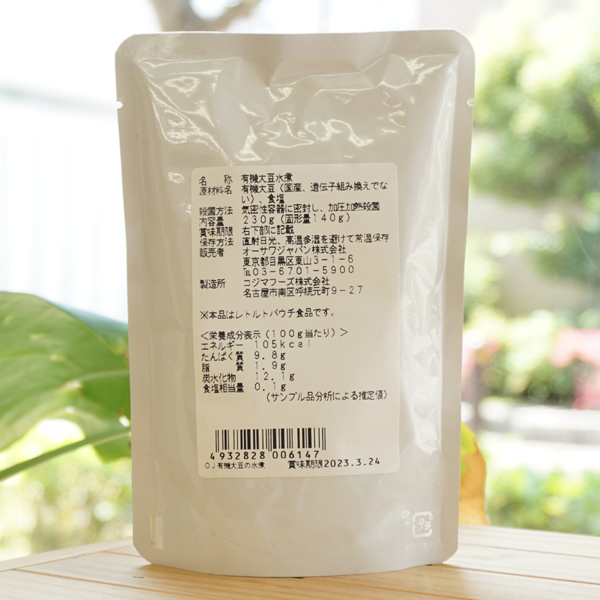 名　　称　有機大豆水煮
原材料名　有機大豆（国産、遺伝子組み換えでな
い）、食塩
殺菌方法　気密性容器に密封し、加圧加熱殺菌
内容量　２３０ｇ（固形量１４０ｇ）
賞味期限　右下部に記載
保存方法　直射日光、高温多湿を避けて常温保存
販売者　オーサワジャパン株式会社
東京都目黒区東山３－１－６
℡０３－６７０１－５９００
製造所　コジマフーズ株式会社
名古屋市南区呼続元町９－２７
※本品はレトルトパウチ食品です。
＜栄養成分表示（１００ｇ当たり）＞
エネルギー　１０５ｋｃａｌ
たんぱく質　９.８ｇ
脂　　質　１.９ｇ
炭水化物　１２.１ｇ
食塩相当量　０.１ｇ
（サンプル品分析による推定値）
4932828 006147
ＯＪ有機大豆の水煮　賞味期限2023.3.24
プラ